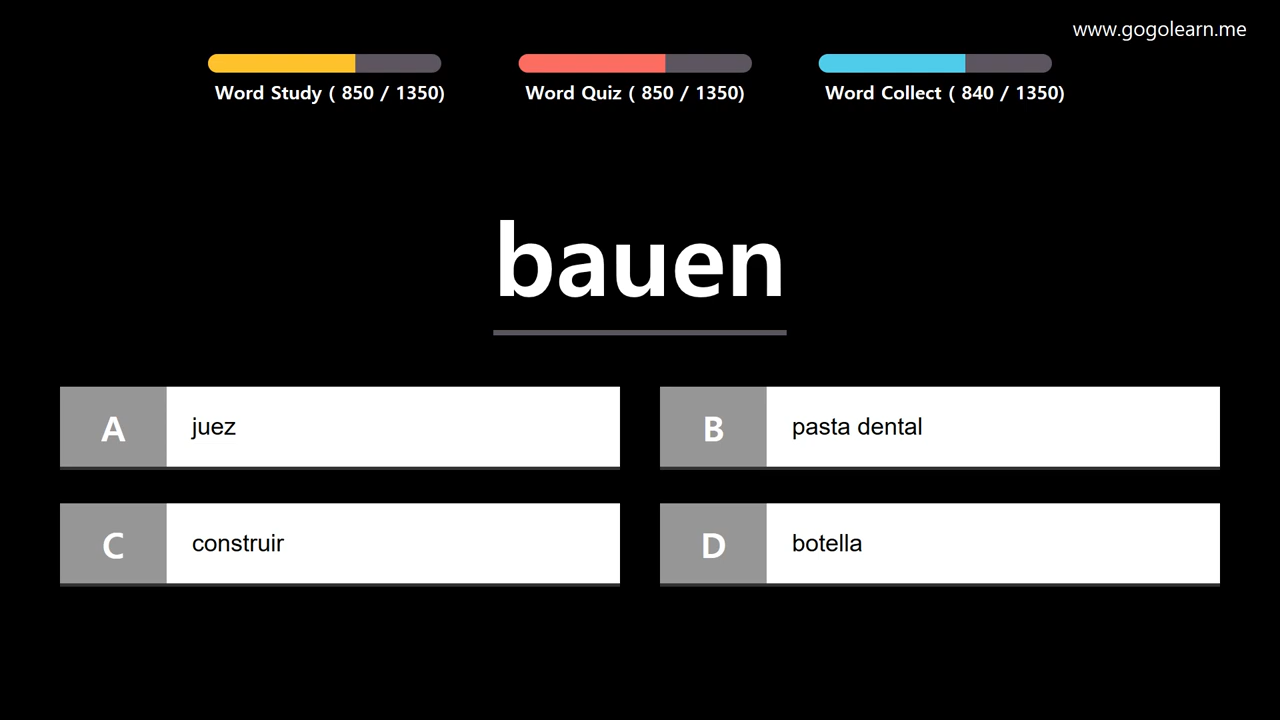 www.gogolearn.me
Word Study ( 850 / 1350)
Word Quiz ( 850 / 1350)
Word Collect ( 840 / 1350)
bauen
A juez
B pasta dental
C construir
D botella